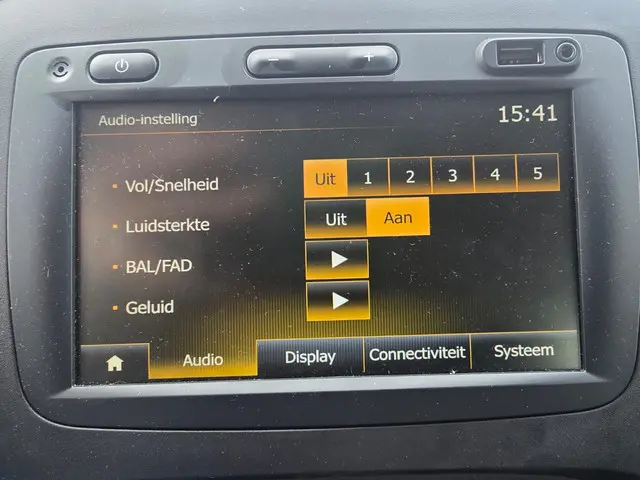 Audio-instelling 15:41
Vol/Snelheid Uit 1 2 3 4 5
Luidsterkte Uit Aan
BAL/FAD
Geluid
Audio Display Connectiviteit Systeem